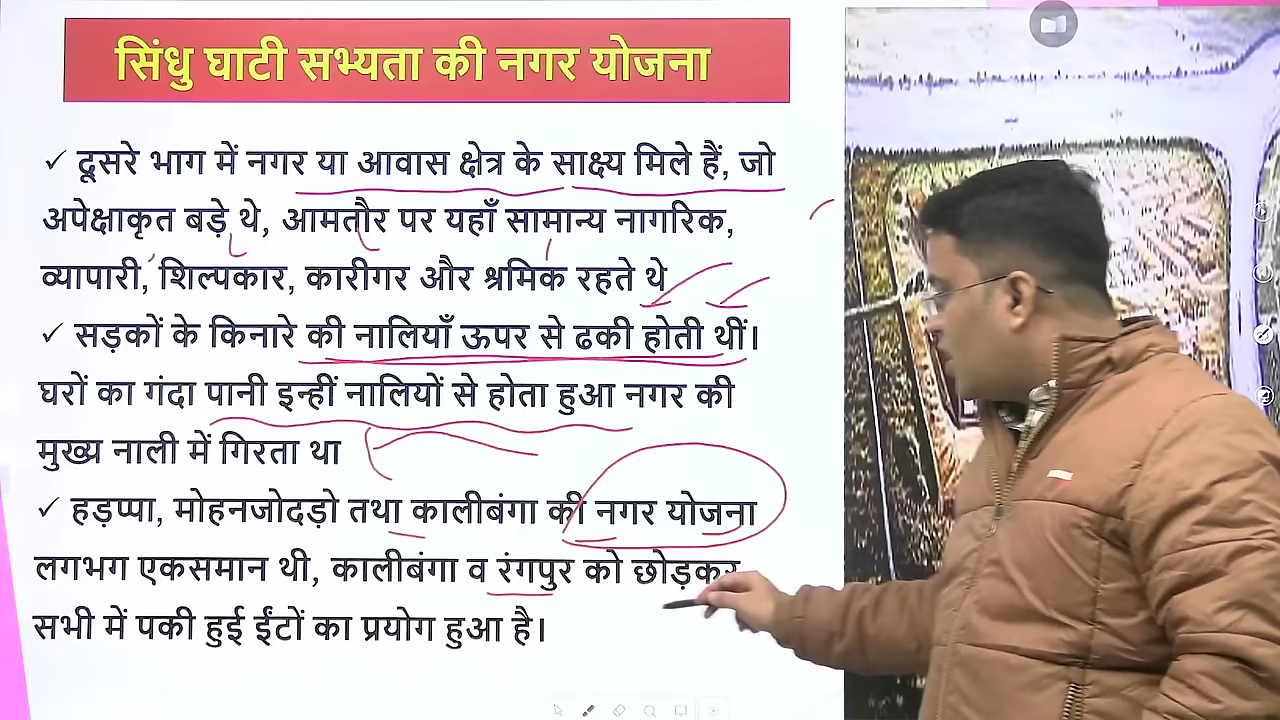 सिंधु घाटी सभ्यता की नगर योजना
✓ दूसरे भाग में नगर या आवास क्षेत्र के साक्ष्य मिले हैं, जो
अपेक्षाकृत बड़े थे, आमतौर पर यहाँ सामान्य नागरिक,
व्यापारी, शिल्पकार, कारीगर और श्रमिक रहते थे
✓ सड़कों के किनारे की नालियाँ ऊपर से ढकी होती थीं।
घरों का गंदा पानी इन्हीं नालियों से होता हुआ नगर की
मुख्य नाली में गिरता था
✓ हड़प्पा, मोहनजोदड़ो तथा कालीबंगा की नगर योजना
लगभग एकसमान थी, कालीबंगा व रंगपुर को छोड़कर
सभी में पकी हुई ईंटों का प्रयोग हुआ है।